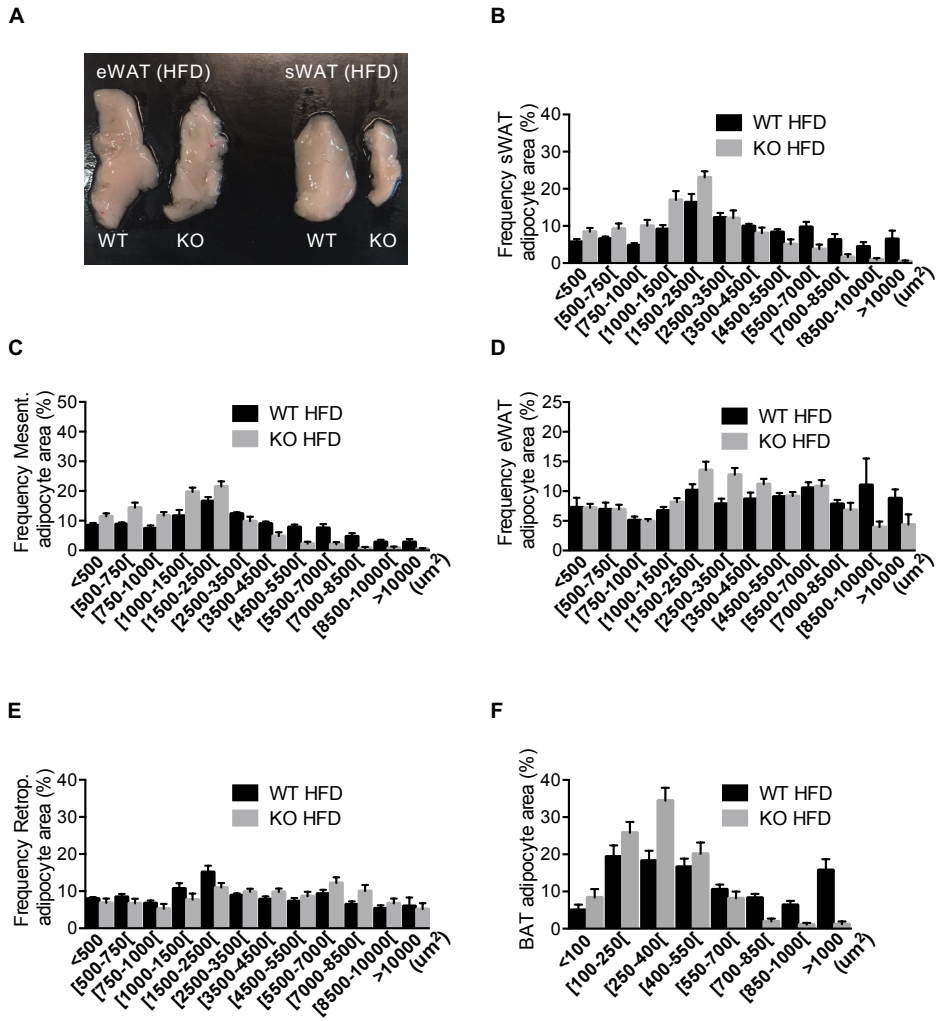 A
eWAT (HFD) sWAT (HFD)
WT KO WT KO
B
Frequency sWAT
adipocyte area (%)
40
30
20
10
0
WT HFD
KO HFD
<500
[500-750[
[750-1000[
[1000-1500[
[1500-2500[
[2500-3500[
[3500-4500[
[4500-5500[
[5500-7000[
[7000-8500[
[8500-10000[
>10000
(um²)
C
Frequency Mesent.
adipocyte area (%)
50
40
30
20
10
0
WT HFD
KO HFD
<500
[500-750[
[750-1000[
[1000-1500[
[1500-2500[
[2500-3500[
[3500-4500[
[4500-5500[
[5500-7000[
[7000-8500[
[8500-10000[
>10000
(um²)
D
Frequency eWAT
adipocyte area (%)
25
20
15
10
5
0
WT HFD
KO HFD
<500
[500-750[
[750-1000[
[1000-1500[
[1500-2500[
[2500-3500[
[3500-4500[
[4500-5500[
[5500-7000[
[7000-8500[
[8500-10000[
>10000
(um²)
E
Frequency Retrop.
adipocyte area (%)
40
30
20
10
0
WT HFD
KO HFD
<500
[500-750[
[750-1000[
[1000-1500[
[1500-2500[
[2500-3500[
[3500-4500[
[4500-5500[
[5500-7000[
[7000-8500[
[8500-10000[
>10000
(um²)
F
BAT adipocyte area (%)
40
30
20
10
0
WT HFD
KO HFD
<100
[100-250[
[250-400[
[400-550[
[550-700[
[700-850[
[850-1000[
>1000
(um²)